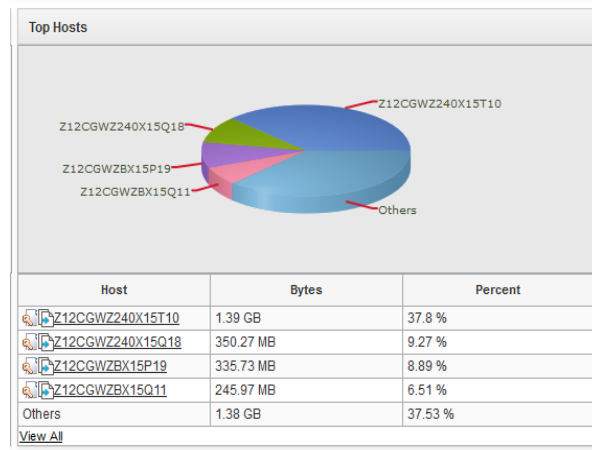 Top Hosts
Z12CGWZ240X15T10
Z12CGWZ240X15Q18
Z12CGWZBX15P19
Z12CGWZBX15Q11
Others
Host Bytes Percent
Z12CGWZ240X15T10 1.39 GB 37.8 %
Z12CGWZ240X15Q18 350.27 MB 9.27 %
Z12CGWZBX15P19 335.73 MB 8.89 %
Z12CGWZBX15Q11 245.97 MB 6.51 %
Others 1.38 GB 37.53 %
View All